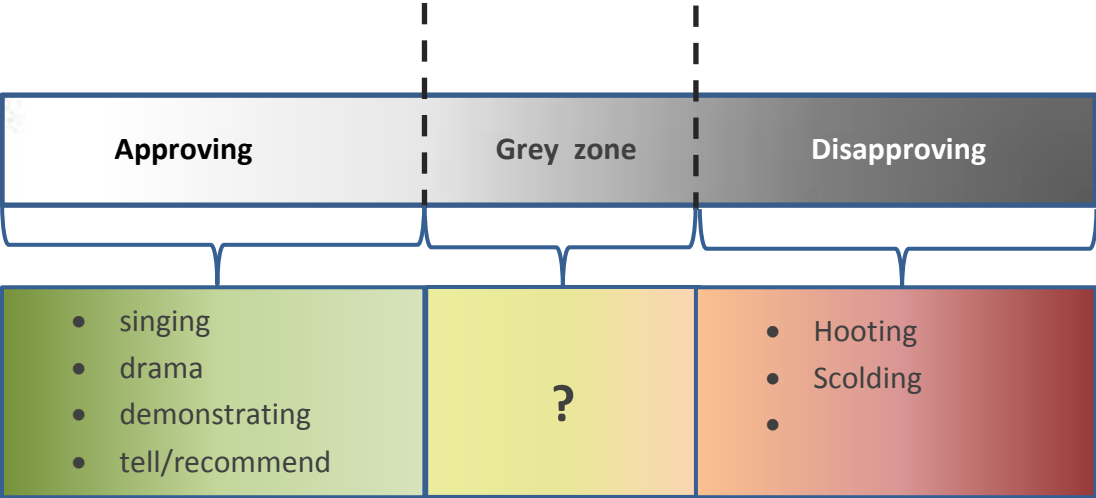 Approving
Grey zone
Disapproving
• singing
• drama
• demonstrating
• tell/recommend
?
• Hooting
• Scolding
•